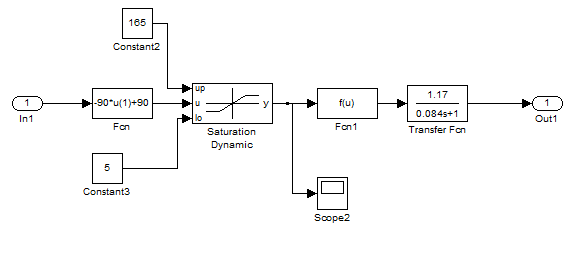 165
Constant2
1
In1
-90*u(1)+90
Fcn
up
u
lo
y
Saturation
Dynamic
f(u)
Fcn1
1.17
0.084s+1
Transfer Fcn
1
Out1
5
Constant3
Scope2